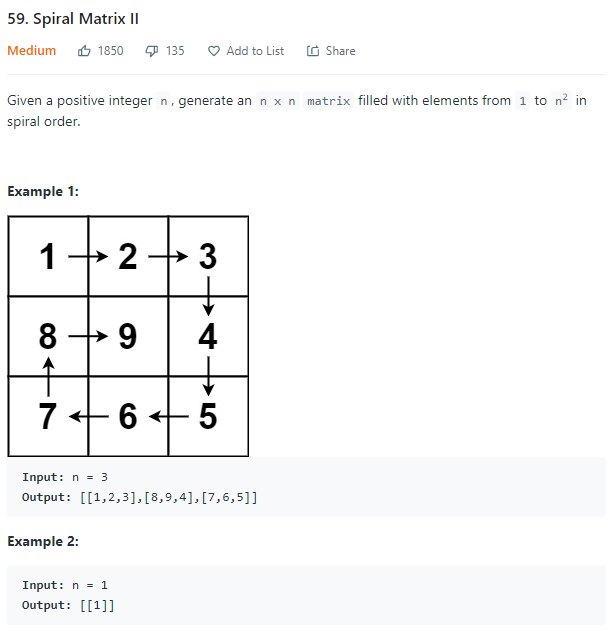 59. Spiral Matrix II
Medium 1850 135 Add to List Share
Given a positive integer n, generate an n x n matrix filled with elements from 1 to n² in
spiral order.
Example 1:
1 2 3
8 9 4
7 6 5
Input: n = 3
Output: [[1,2,3],[8,9,4],[7,6,5]]
Example 2:
Input: n = 1
Output: [[1]]